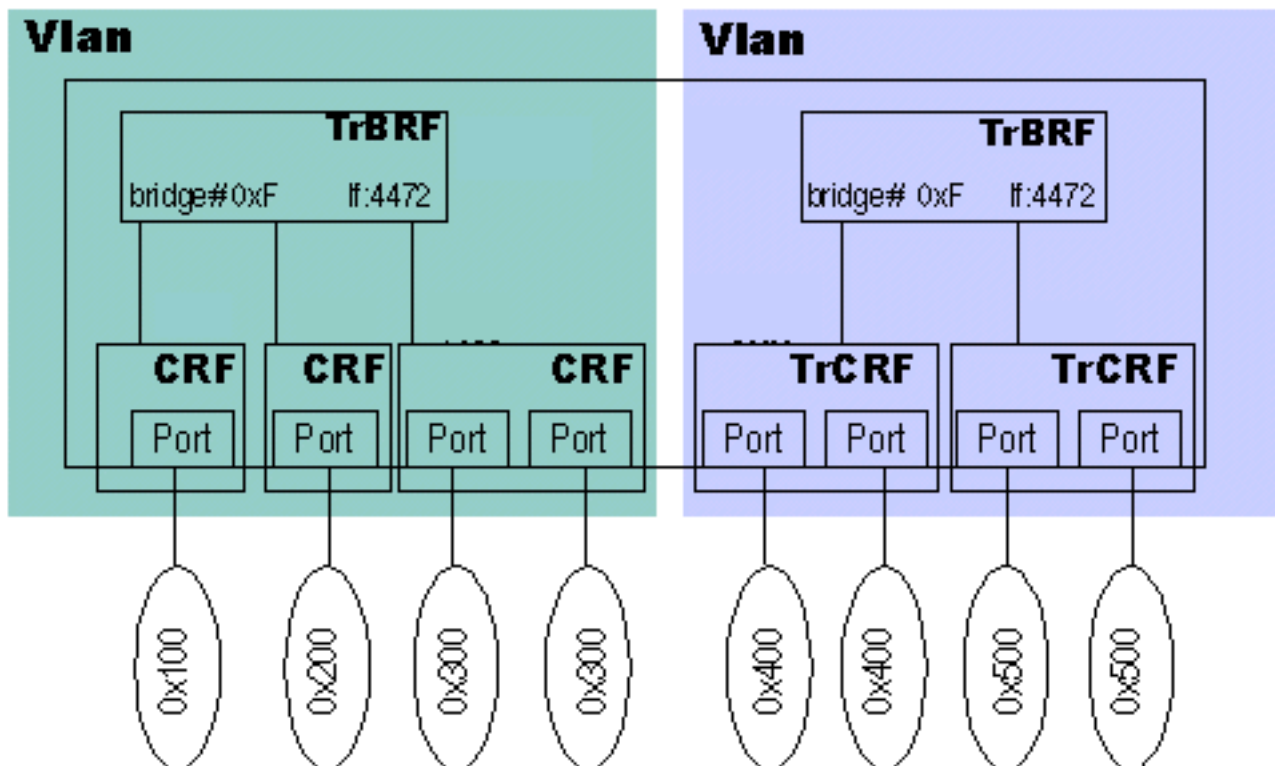 Vlan
Vlan
TrBRF
TrBRF
bridge# 0xF lf:4472
bridge# 0xF lf:4472
CRF
CRF
CRF
TrCRF
TrCRF
Port
Port
Port
Port
Port
Port
Port
Port
0x100
0x200
0x300
0x300
0x400
0x400
0x500
0x500